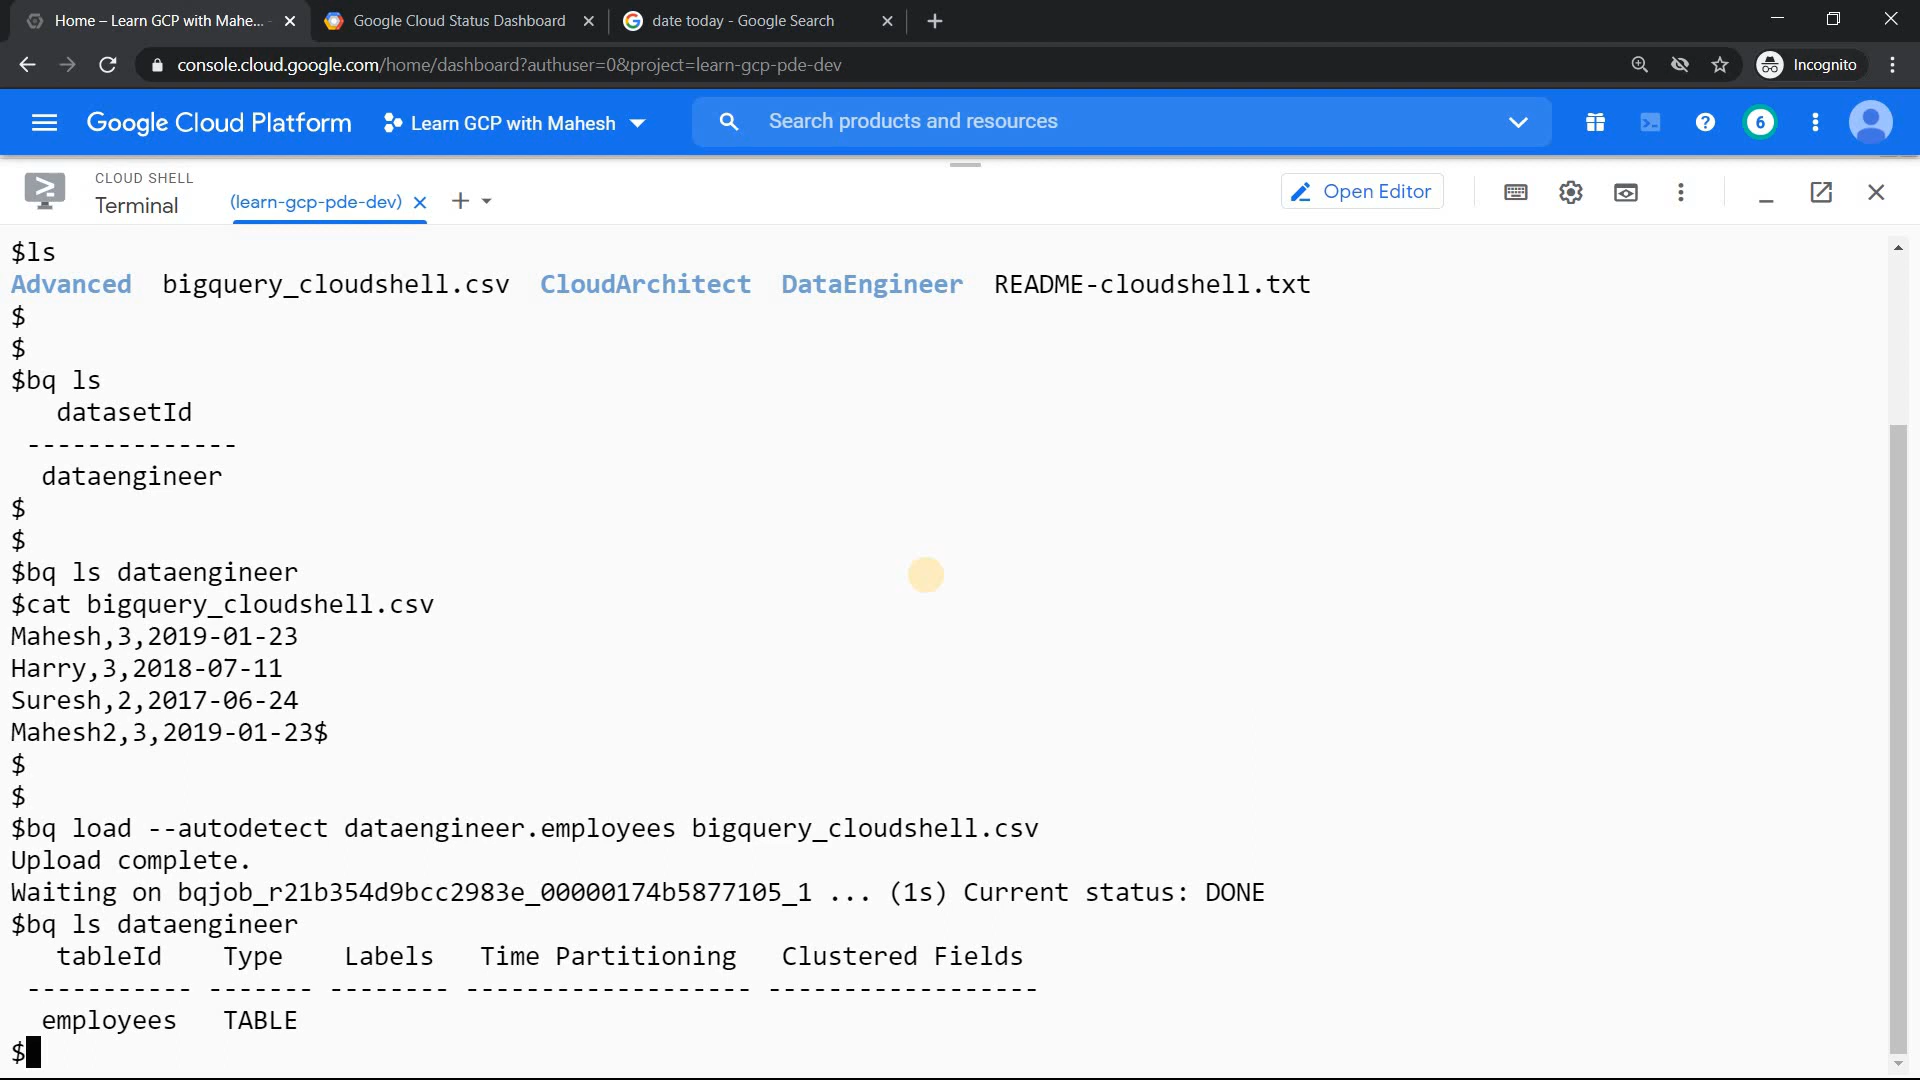 Home – Learn GCP with Mahe...
Google Cloud Status Dashboard
date today - Google Search
console.cloud.google.com/home/dashboard?authuser=0&project=learn-gcp-pde-dev
Incognito
Google Cloud Platform
Learn GCP with Mahesh
Search products and resources
6
CLOUD SHELL
Terminal
(learn-gcp-pde-dev)
Open Editor
$ls
Advanced  bigquery_cloudshell.csv  CloudArchitect  DataEngineer  README-cloudshell.txt
$
$
$bq ls
datasetId
--------------
dataengineer
$
$
$bq ls dataengineer
$cat bigquery_cloudshell.csv
Mahesh,3,2019-01-23
Harry,3,2018-07-11
Suresh,2,2017-06-24
Mahesh2,3,2019-01-23$
$
$
$bq load --autodetect dataengineer.employees bigquery_cloudshell.csv
Upload complete.
Waiting on bqjob_r21b354d9bcc2983e_00000174b5877105_1 ... (1s) Current status: DONE
$bq ls dataengineer
tableId    Type    Labels   Time Partitioning   Clustered Fields
----------- ------- -------- ------------------- ------------------
employees   TABLE
$